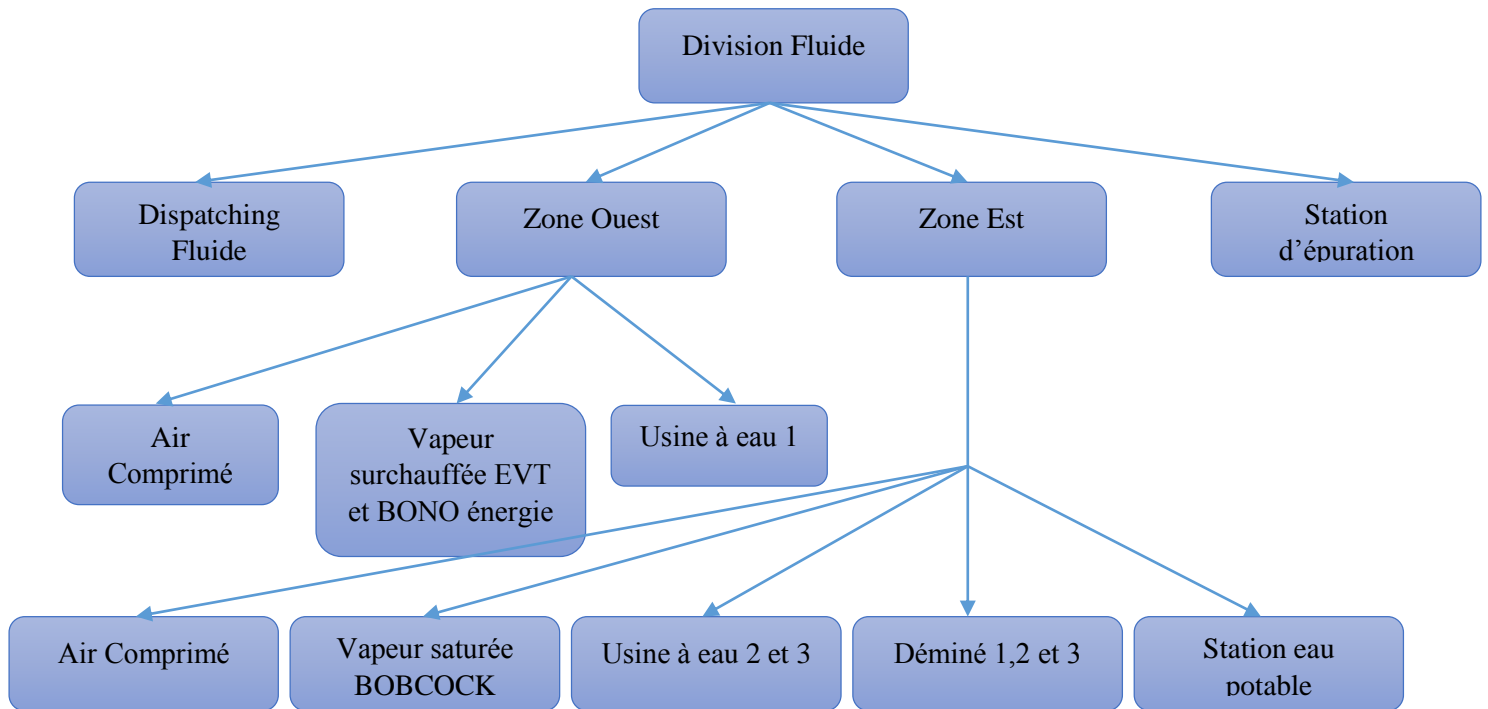 Division Fluide
Dispatching
Fluide
Zone Ouest
Zone Est
Station
d’épuration
Air
Comprimé
Vapeur
surchauffée EVT
et BONO énergie
Usine à eau 1
Air Comprimé
Vapeur saturée
BOBCOCK
Usine à eau 2 et 3
Déminé 1,2 et 3
Station eau
potable